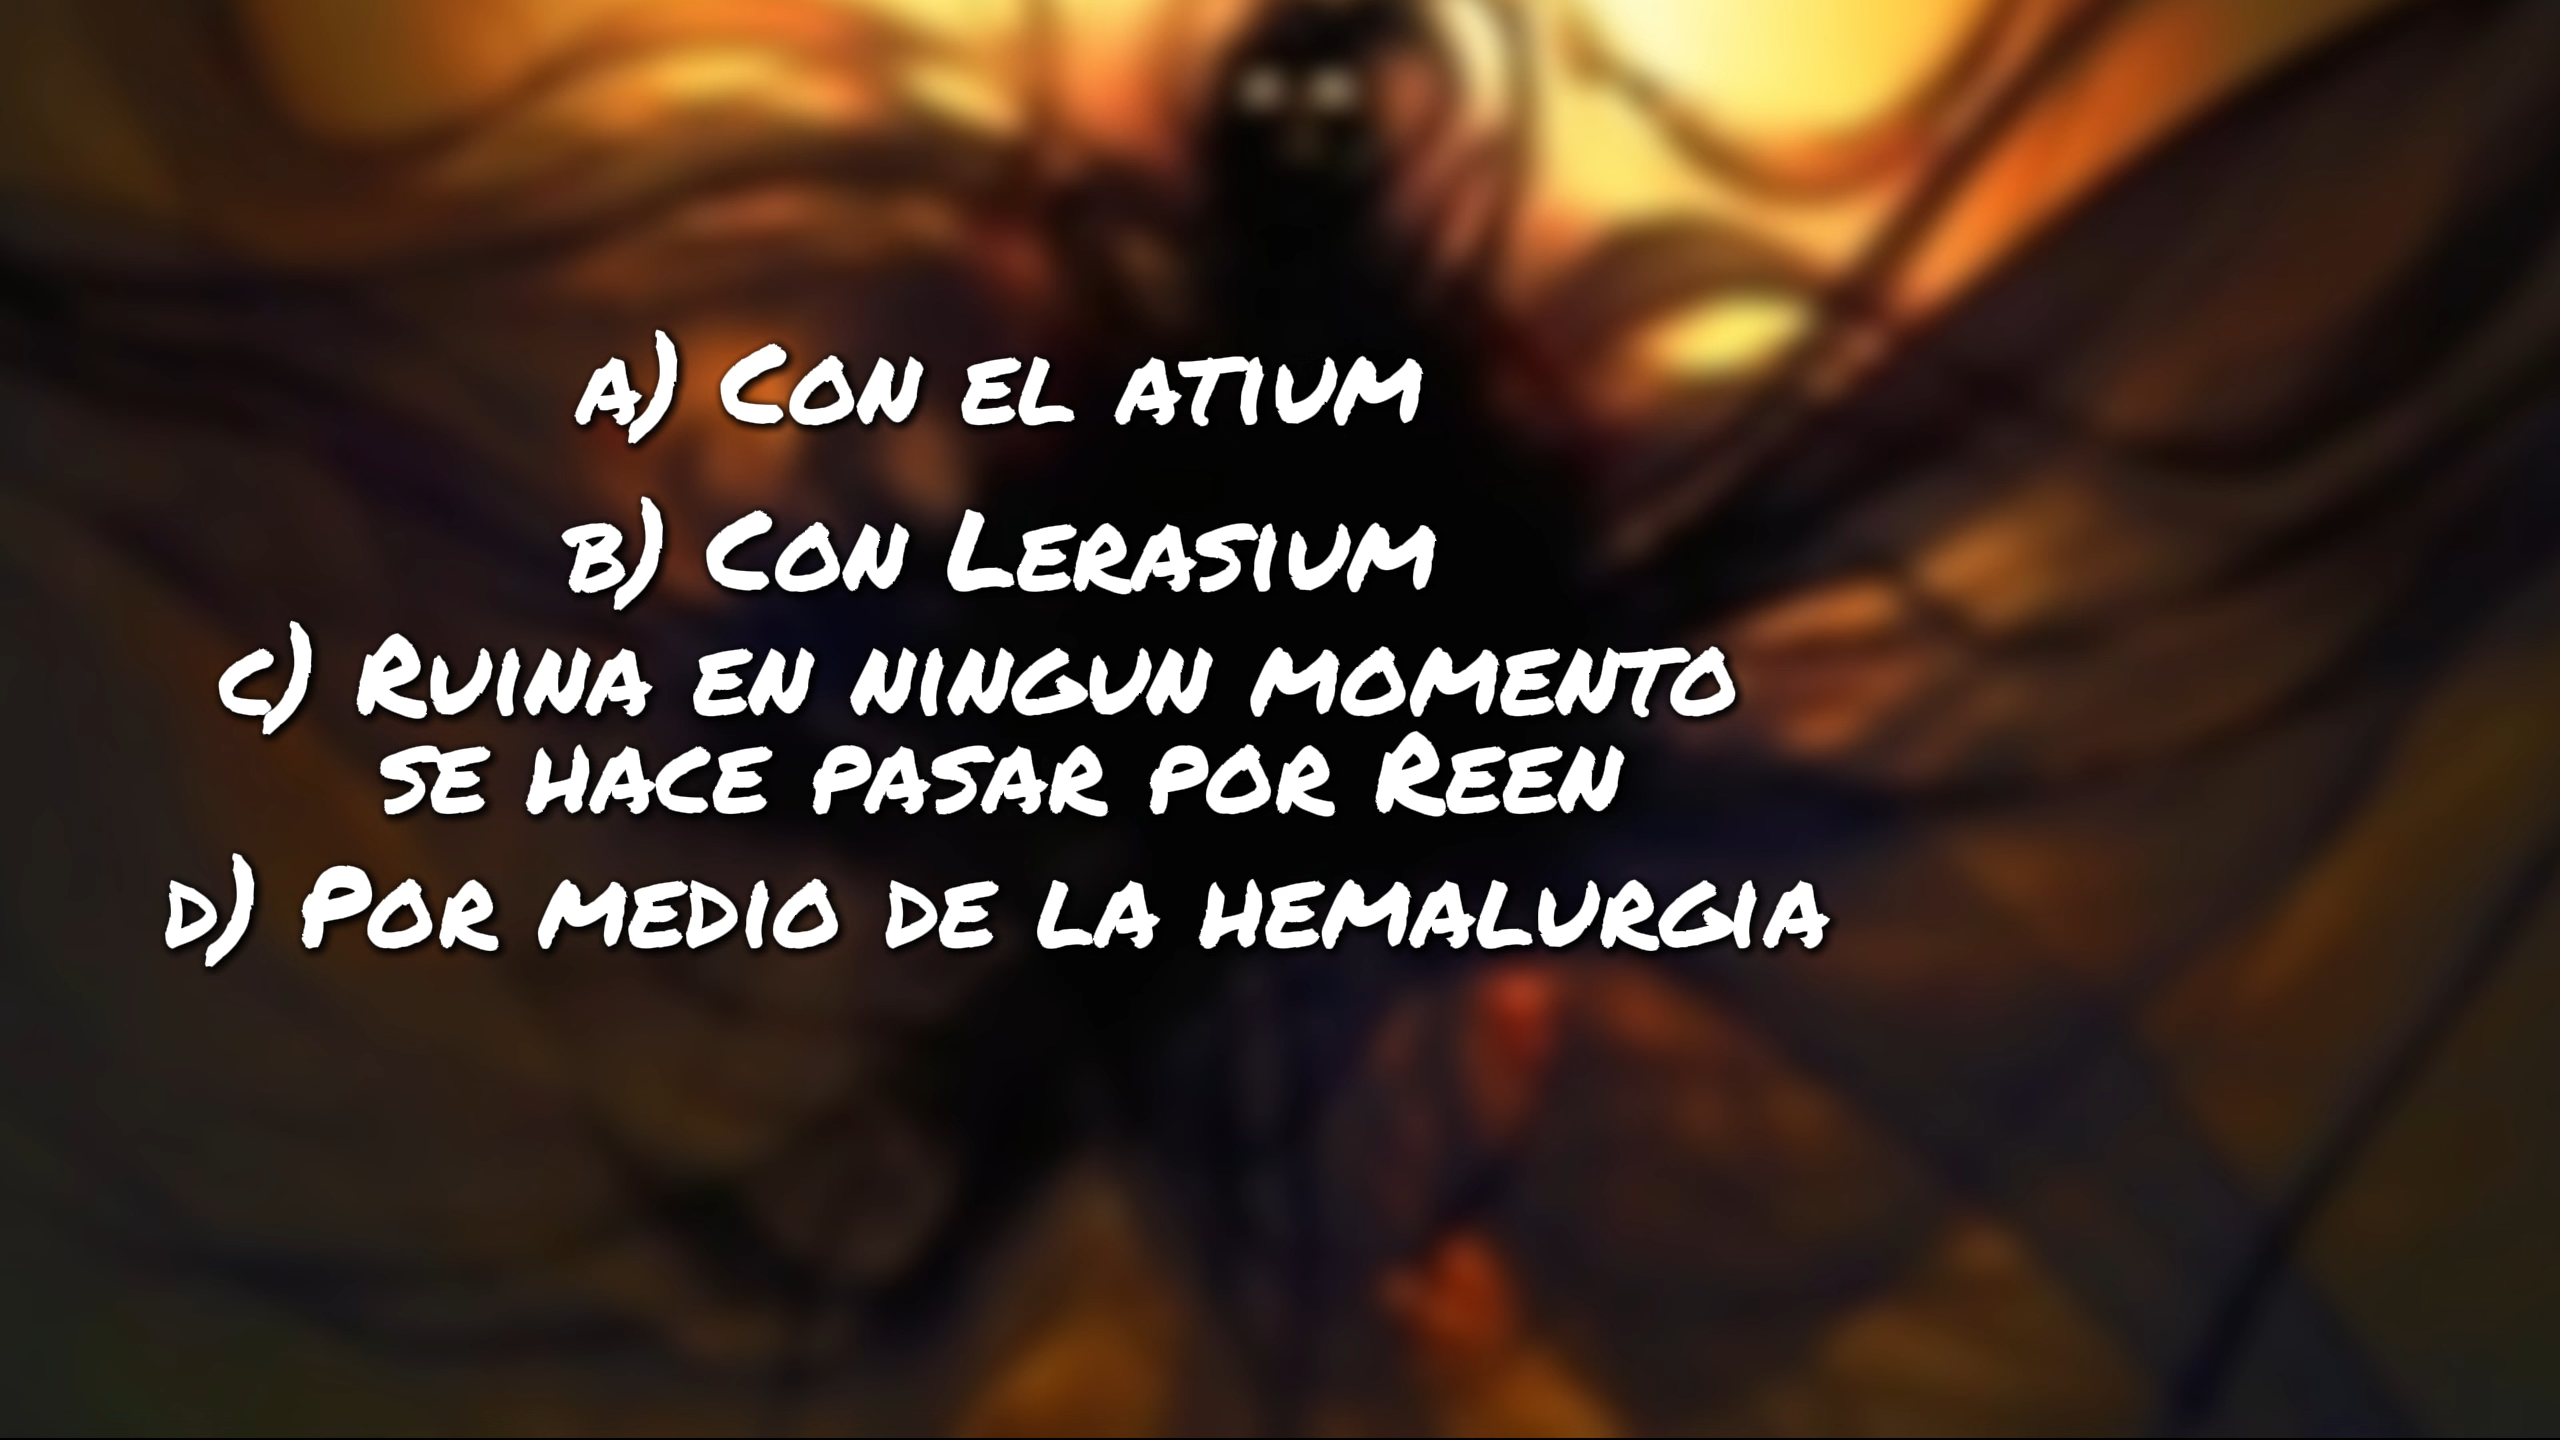 a) Con el atium
b) Con Lerasium
c) Ruina en ningun momento
se hace pasar por Reen
d) Por medio de la hemalurgia